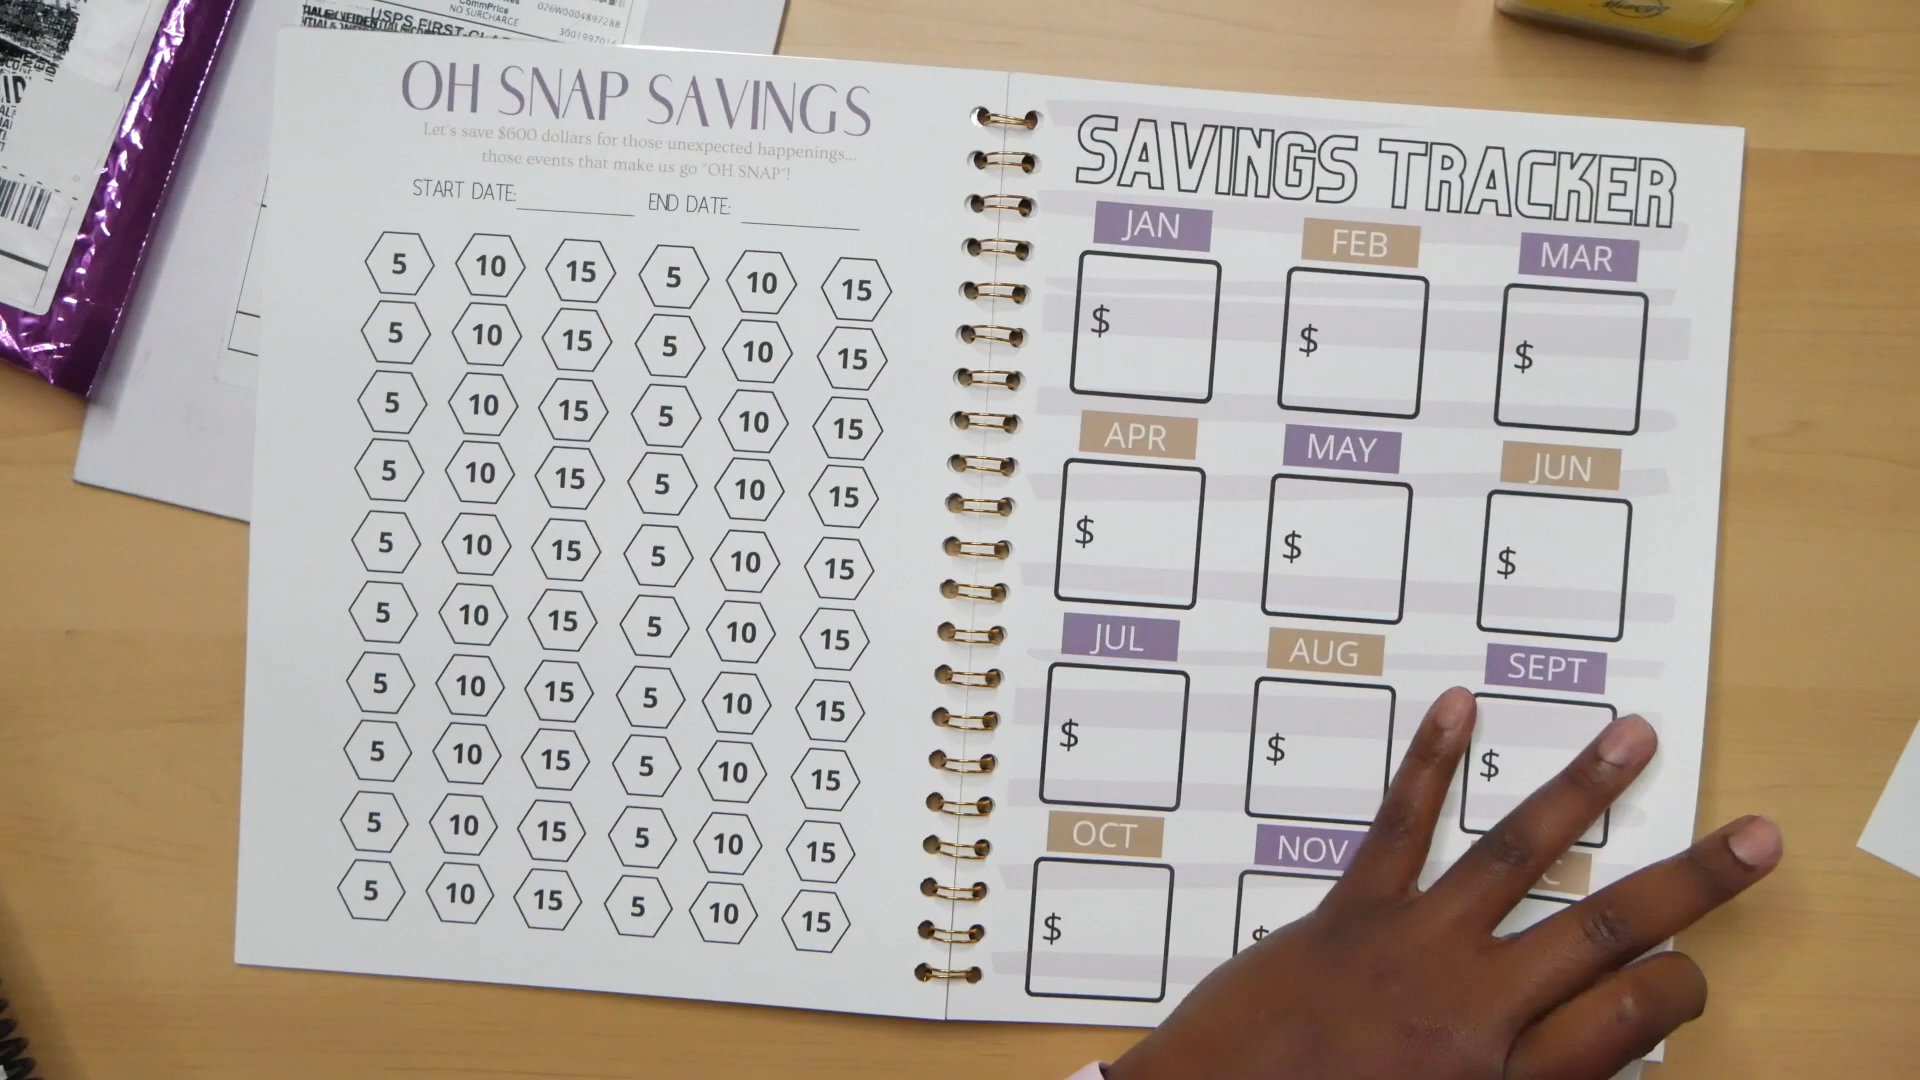 CommPrice
NO SURCHARGE
026W0004897288
USPS FIRST-CLA
OH SNAP SAVINGS
Let's save $600 dollars for those unexpected happenings...
those events that make us go "OH SNAP"!
START DATE: END DATE:
5 10 15 5 10 15
5 10 15 5 10 15
5 10 15 5 10 15
5 10 15 5 10 15
5 10 15 5 10 15
5 10 15 5 10 15
5 10 15 5 10 15
5 10 15 5 10 15
5 10 15 5 10 15
5 10 15 5 10 15
SAVINGS TRACKER
JAN FEB MAR
$ $ $
APR MAY JUN
$ $ $
JUL AUG SEPT
$ $ $
OCT NOV C
$ $